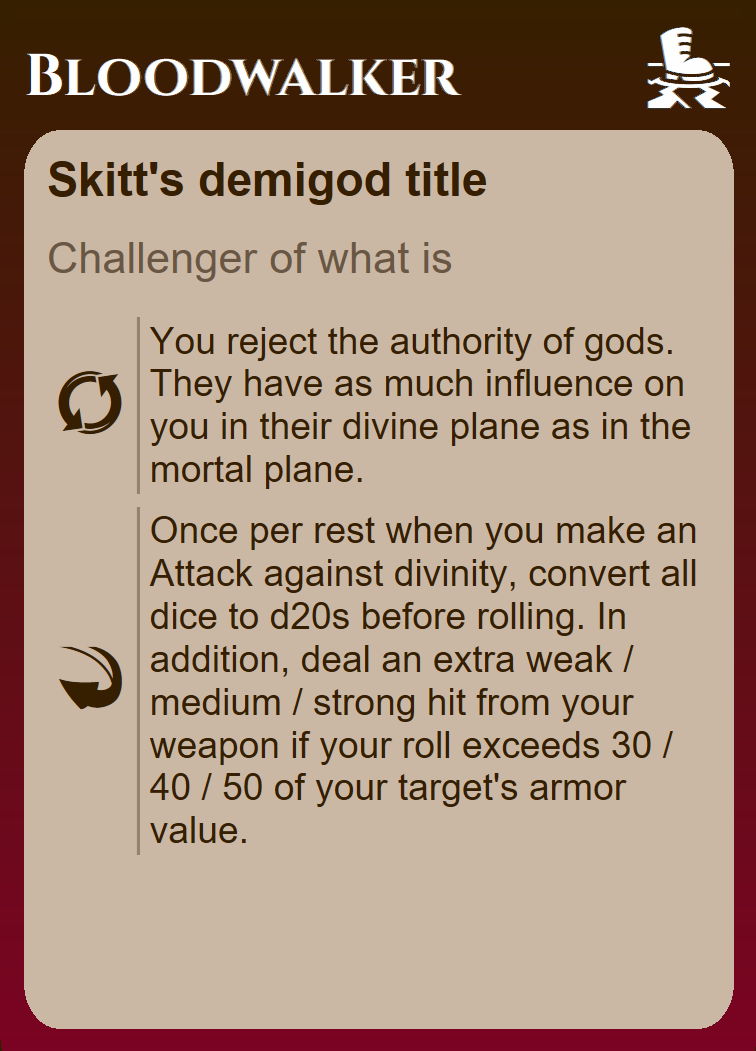 Bloodwalker
Skitt's demigod title
Challenger of what is
You reject the authority of gods.
They have as much influence on
you in their divine plane as in the
mortal plane.
Once per rest when you make an
Attack against divinity, convert all
dice to d20s before rolling. In
addition, deal an extra weak /
medium / strong hit from your
weapon if your roll exceeds 30 /
40 / 50 of your target's armor
value.